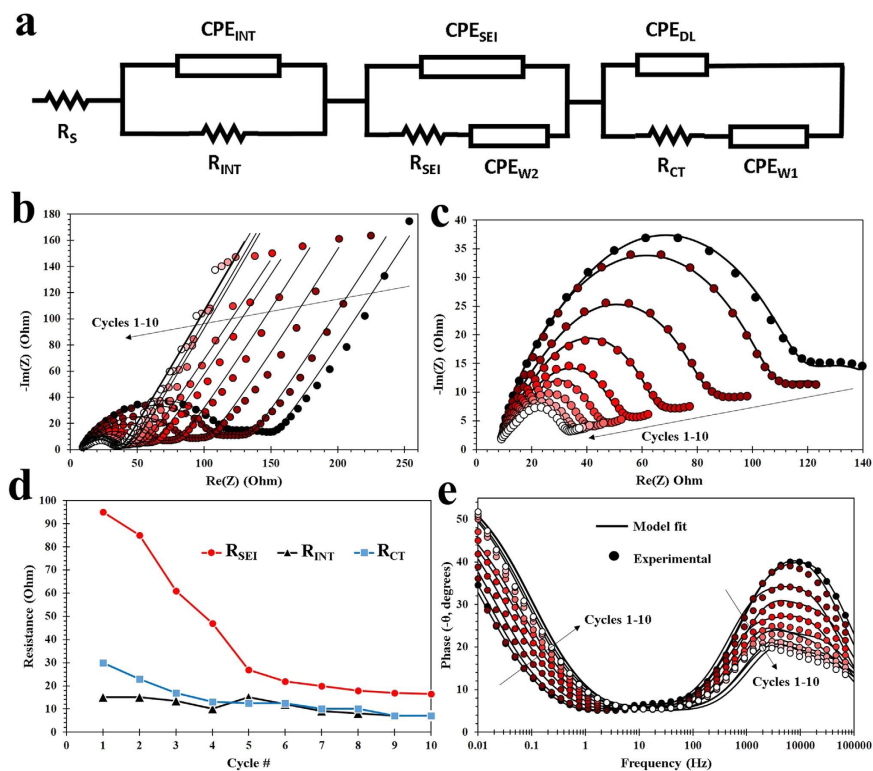 a
CPE_INT
CPE_SEI
CPE_DL
R_S
R_INT
R_SEI
CPE_W2
R_CT
CPE_W1
b
180
160
140
120
100
80
60
40
20
0
-Im(Z) (Ohm)
Cycles 1-10
0 50 100 150 200 250
Re(Z) (Ohm)
c
40
35
30
25
20
15
10
5
0
-Im(Z) (Ohm)
Cycles 1-10
0 20 40 60 80 100 120 140
Re(Z) Ohm
d
100
90
80
70
60
50
40
30
20
10
0
Resistance (Ohm)
R_SEI R_INT R_CT
0 1 2 3 4 5 6 7 8 9 10
Cycle #
e
50
40
30
20
10
0
Phase (-θ, degrees)
Model fit
Experimental
Cycles 1-10
Cycles 1-10
0.01 0.1 1 10 100 1000 10000 100000
Frequency (Hz)